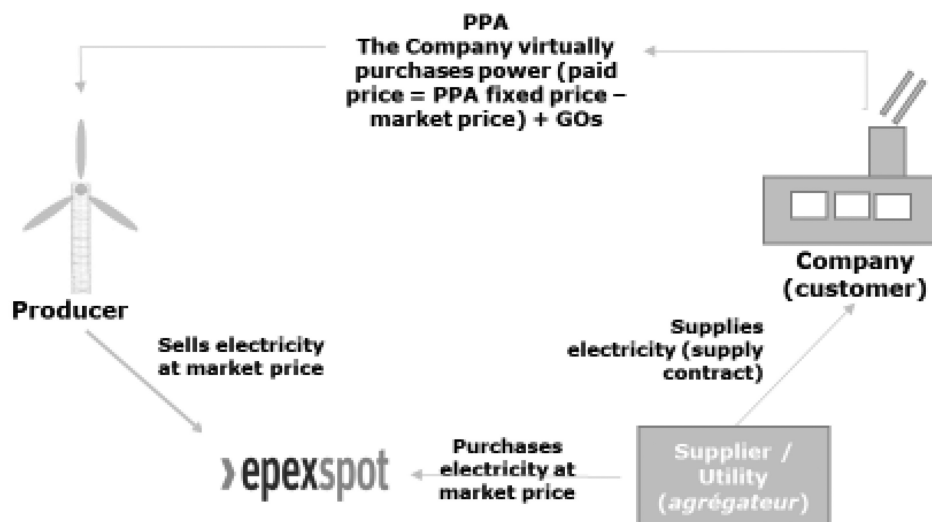 PPA
The Company virtually
purchases power (paid
price = PPA fixed price –
market price) + GOs
Company
(customer)
Producer
Sells electricity
at market price
Supplies
electricity (supply
contract)
epexspot
Purchases
electricity at
market price
Supplier /
Utility
(agrégateur)